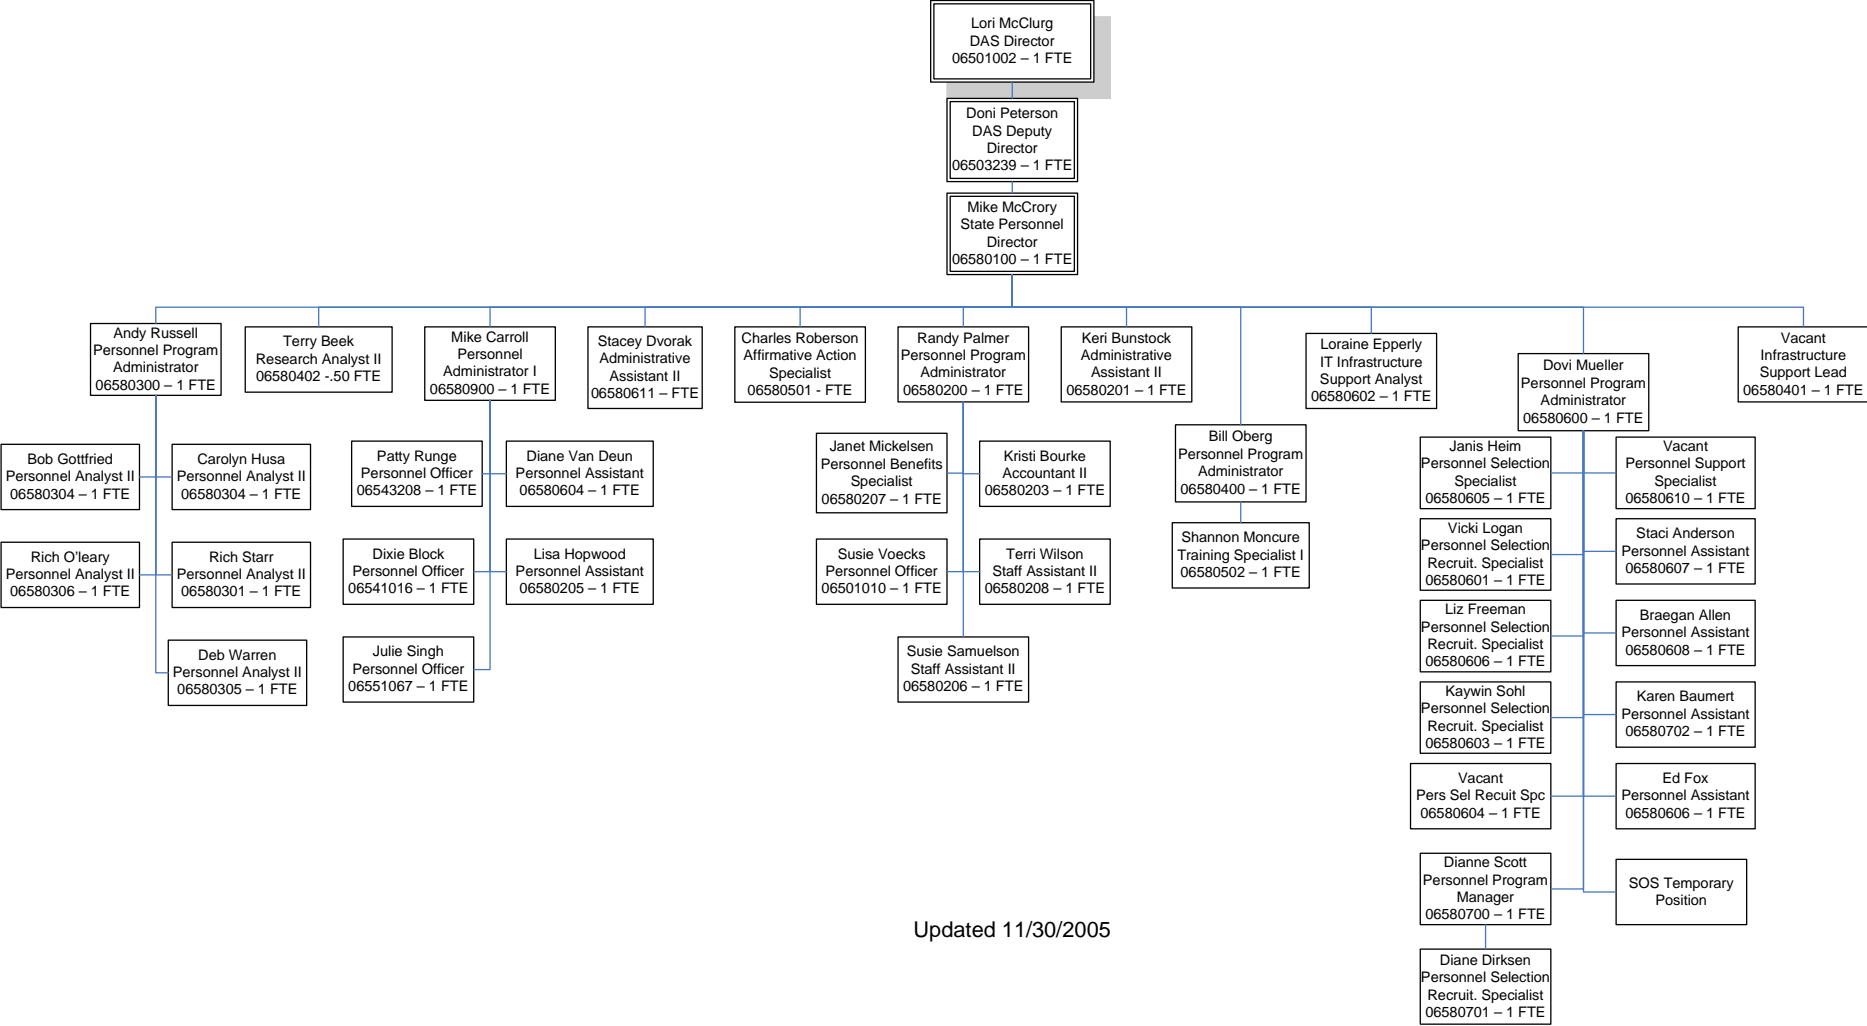 Lori McClurg
DAS Director
06501002 – 1 FTE
Doni Peterson
DAS Deputy
Director
06503239 – 1 FTE
Mike McCrory
State Personnel
Director
06580100 – 1 FTE
Andy Russell
Personnel Program
Administrator
06580300 – 1 FTE
Terry Beek
Research Analyst II
06580402 -.50 FTE
Mike Carroll
Personnel
Administrator I
06580900 – 1 FTE
Stacey Dvorak
Administrative
Assistant II
06580611 – FTE
Charles Roberson
Affirmative Action
Specialist
06580501 - FTE
Randy Palmer
Personnel Program
Administrator
06580200 – 1 FTE
Keri Bunstock
Administrative
Assistant II
06580201 – 1 FTE
Loraine Epperly
IT Infrastructure
Support Analyst
06580602 – 1 FTE
Dovi Mueller
Personnel Program
Administrator
06580600 – 1 FTE
Vacant
Infrastructure
Support Lead
06580401 – 1 FTE
Bob Gottfried
Personnel Analyst II
06580304 – 1 FTE
Carolyn Husa
Personnel Analyst II
06580304 – 1 FTE
Rich O'leary
Personnel Analyst II
06580306 – 1 FTE
Rich Starr
Personnel Analyst II
06580301 – 1 FTE
Deb Warren
Personnel Analyst II
06580305 – 1 FTE
Patty Runge
Personnel Officer
06543208 – 1 FTE
Diane Van Deun
Personnel Assistant
06580604 – 1 FTE
Dixie Block
Personnel Officer
06541016 – 1 FTE
Lisa Hopwood
Personnel Assistant
06580205 – 1 FTE
Julie Singh
Personnel Officer
06551067 – 1 FTE
Janet Mickelsen
Personnel Benefits
Specialist
06580207 – 1 FTE
Kristi Bourke
Accountant II
06580203 – 1 FTE
Susie Voecks
Personnel Officer
06501010 – 1 FTE
Terri Wilson
Staff Assistant II
06580208 – 1 FTE
Susie Samuelson
Staff Assistant II
06580206 – 1 FTE
Bill Oberg
Personnel Program
Administrator
06580400 – 1 FTE
Shannon Moncure
Training Specialist I
06580502 – 1 FTE
Janis Heim
Personnel Selection
Specialist
06580605 – 1 FTE
Vacant
Personnel Support
Specialist
06580610 – 1 FTE
Vicki Logan
Personnel Selection
Recruit. Specialist
06580601 – 1 FTE
Staci Anderson
Personnel Assistant
06580607 – 1 FTE
Liz Freeman
Personnel Selection
Recruit. Specialist
06580606 – 1 FTE
Braegan Allen
Personnel Assistant
06580608 – 1 FTE
Kaywin Sohl
Personnel Selection
Recruit. Specialist
06580603 – 1 FTE
Karen Baumert
Personnel Assistant
06580702 – 1 FTE
Vacant
Pers Sel Recuit Spc
06580604 – 1 FTE
Ed Fox
Personnel Assistant
06580606 – 1 FTE
Dianne Scott
Personnel Program
Manager
06580700 – 1 FTE
SOS Temporary
Position
Diane Dirksen
Personnel Selection
Recruit. Specialist
06580701 – 1 FTE
Updated 11/30/2005